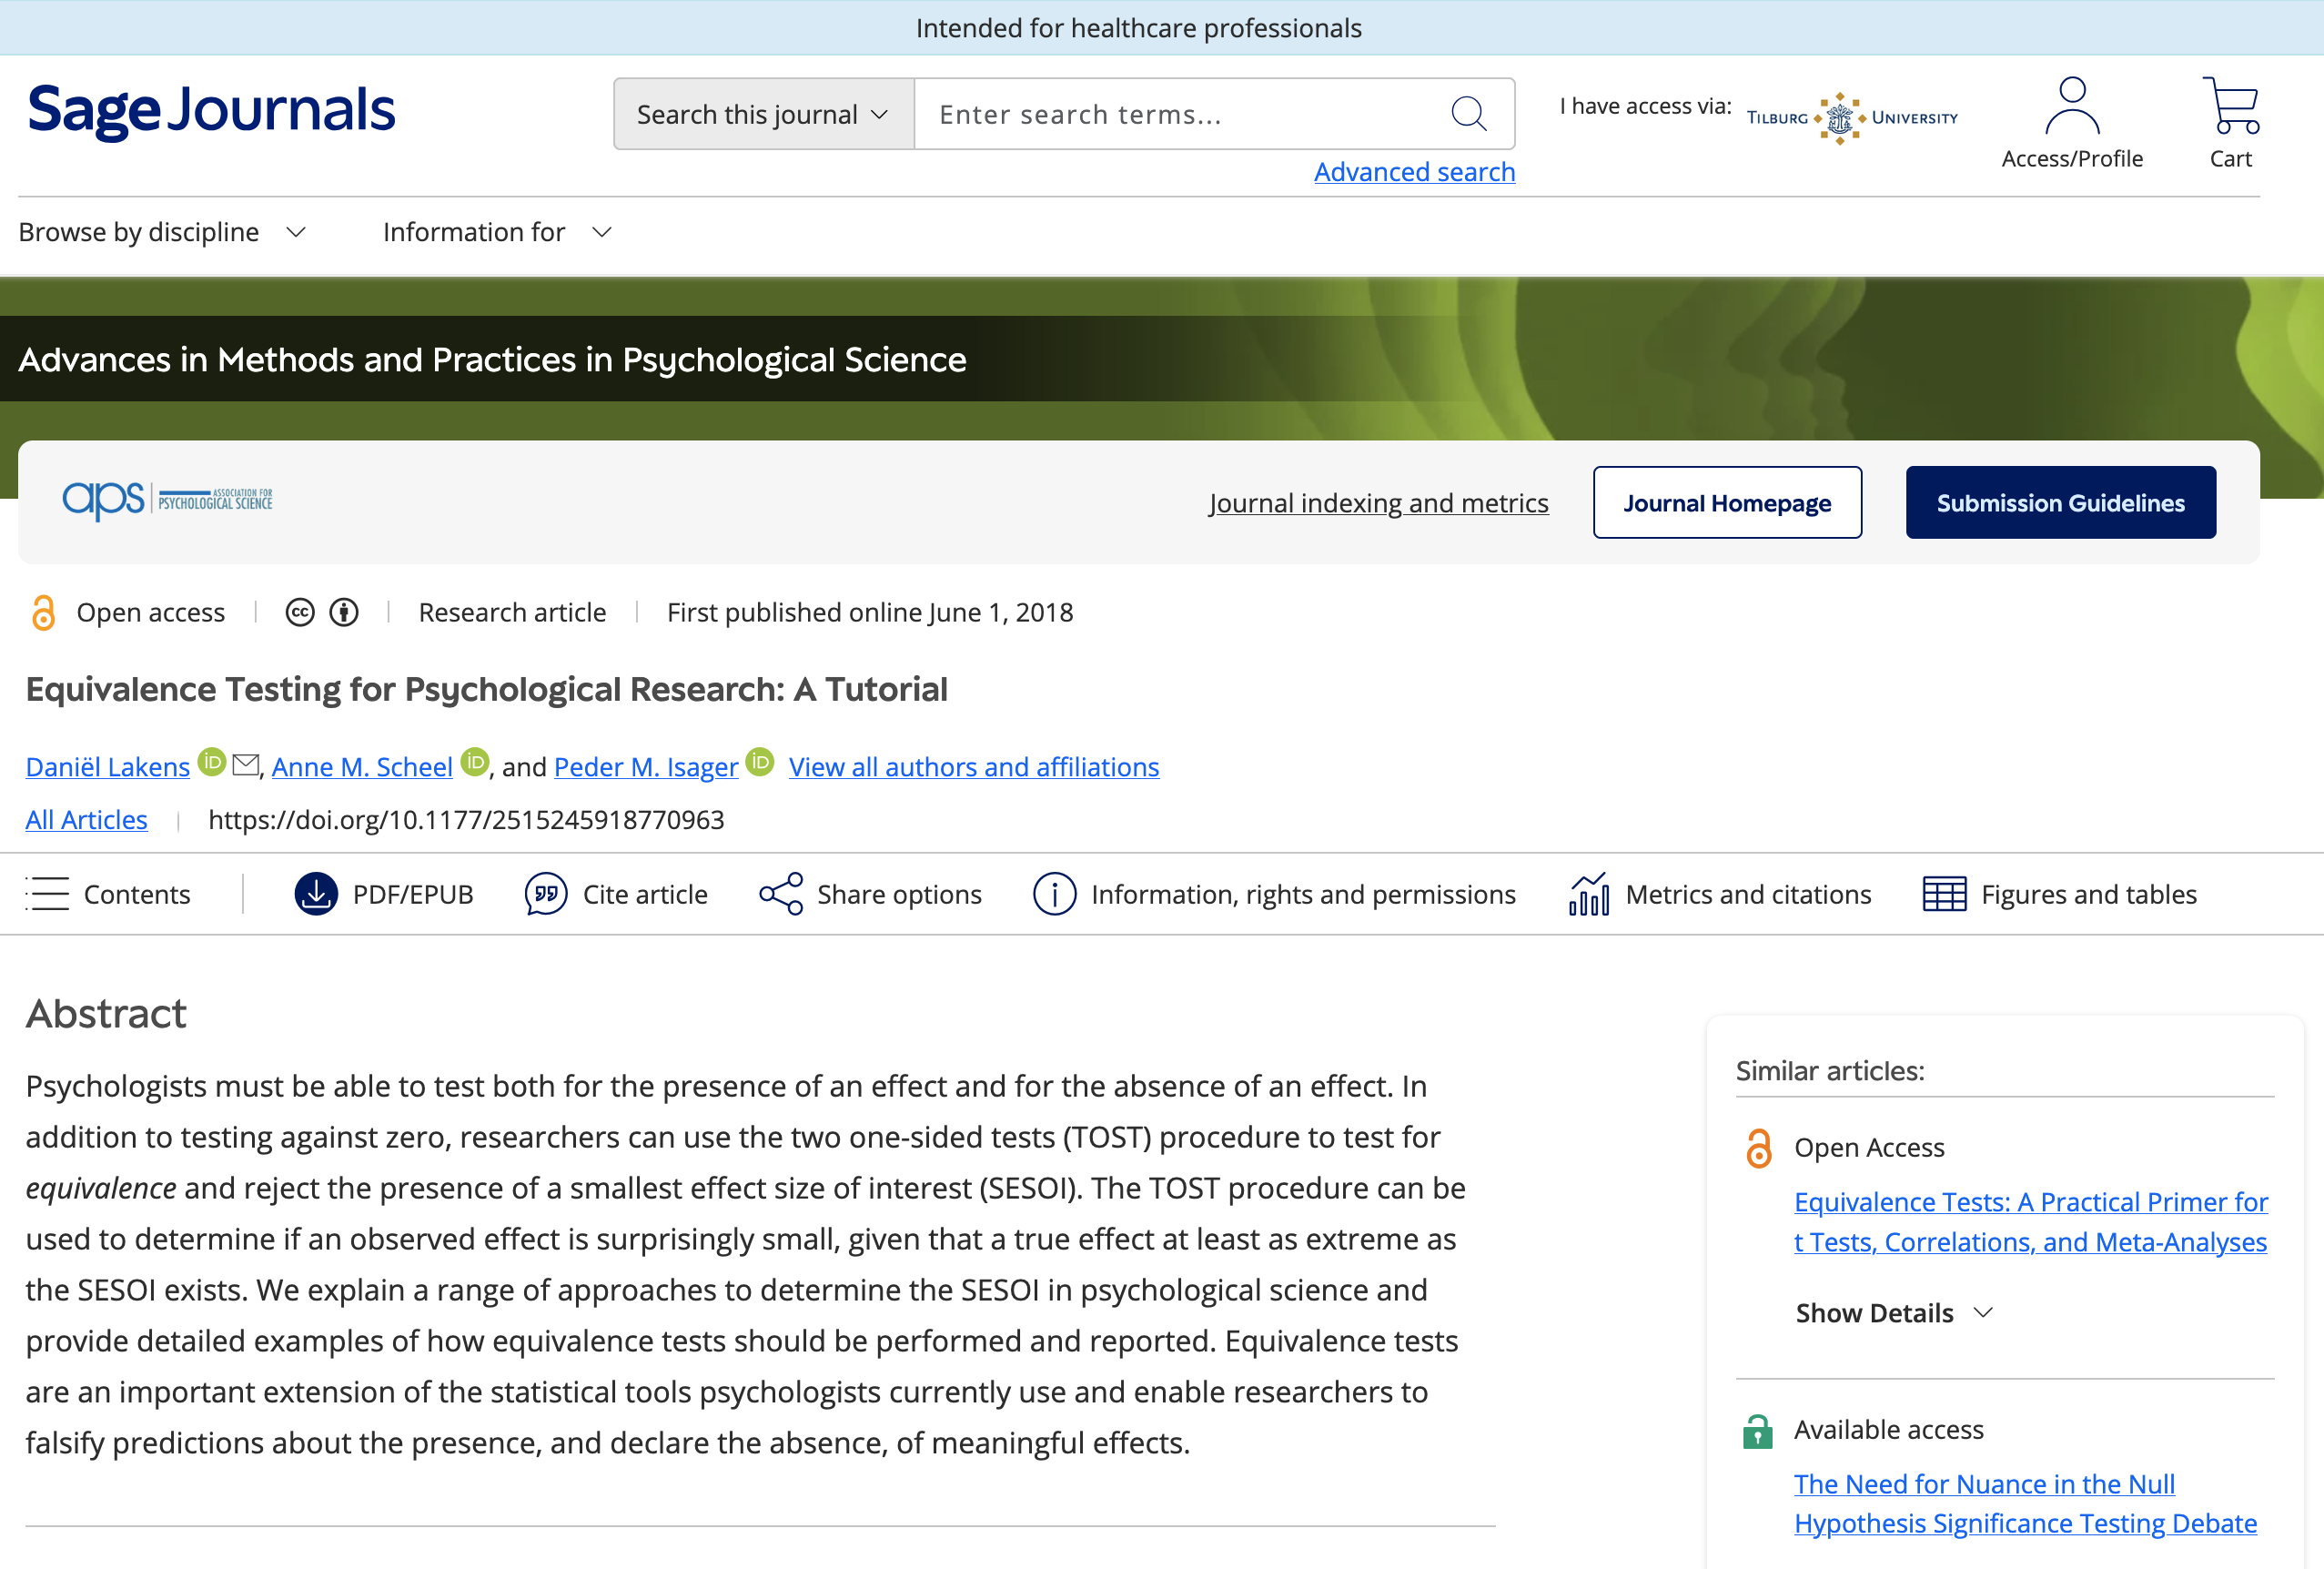 Intended for healthcare professionals
Sage Journals
Search this journal
Enter search terms...
I have access via:
TILBURG UNIVERSITY
Access/Profile
Cart
Advanced search
Browse by discipline
Information for
Advances in Methods and Practices in Psychological Science
aps ASSOCIATION FOR
PSYCHOLOGICAL SCIENCE
Journal indexing and metrics
Journal Homepage
Submission Guidelines
Open access
cc
Research article
First published online June 1, 2018
Equivalence Testing for Psychological Research: A Tutorial
Daniël Lakens iD, Anne M. Scheel iD, and Peder M. Isager iD View all authors and affiliations
All Articles
https://doi.org/10.1177/2515245918770963
Contents
PDF/EPUB
Cite article
Share options
Information, rights and permissions
Metrics and citations
Figures and tables
Abstract
Psychologists must be able to test both for the presence of an effect and for the absence of an effect. In
addition to testing against zero, researchers can use the two one-sided tests (TOST) procedure to test for
equivalence and reject the presence of a smallest effect size of interest (SESOI). The TOST procedure can be
used to determine if an observed effect is surprisingly small, given that a true effect at least as extreme as
the SESOI exists. We explain a range of approaches to determine the SESOI in psychological science and
provide detailed examples of how equivalence tests should be performed and reported. Equivalence tests
are an important extension of the statistical tools psychologists currently use and enable researchers to
falsify predictions about the presence, and declare the absence, of meaningful effects.
Similar articles:
Open Access
Equivalence Tests: A Practical Primer for
t Tests, Correlations, and Meta-Analyses
Show Details
Available access
The Need for Nuance in the Null
Hypothesis Significance Testing Debate